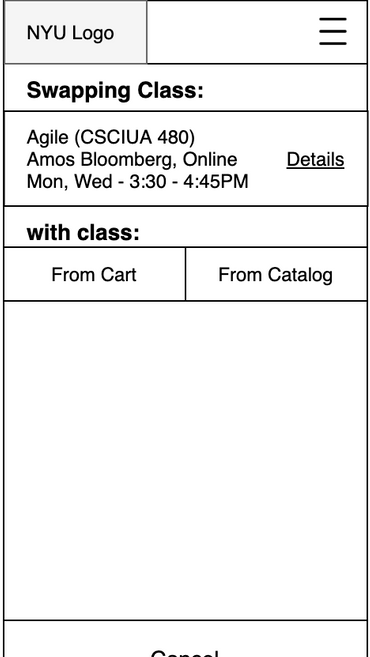 NYU Logo
Swapping Class:
Agile (CSCIUA 480)
Amos Bloomberg, Online
Details
Mon, Wed - 3:30 - 4:45PM
with class:
From Cart
From Catalog
Cancel